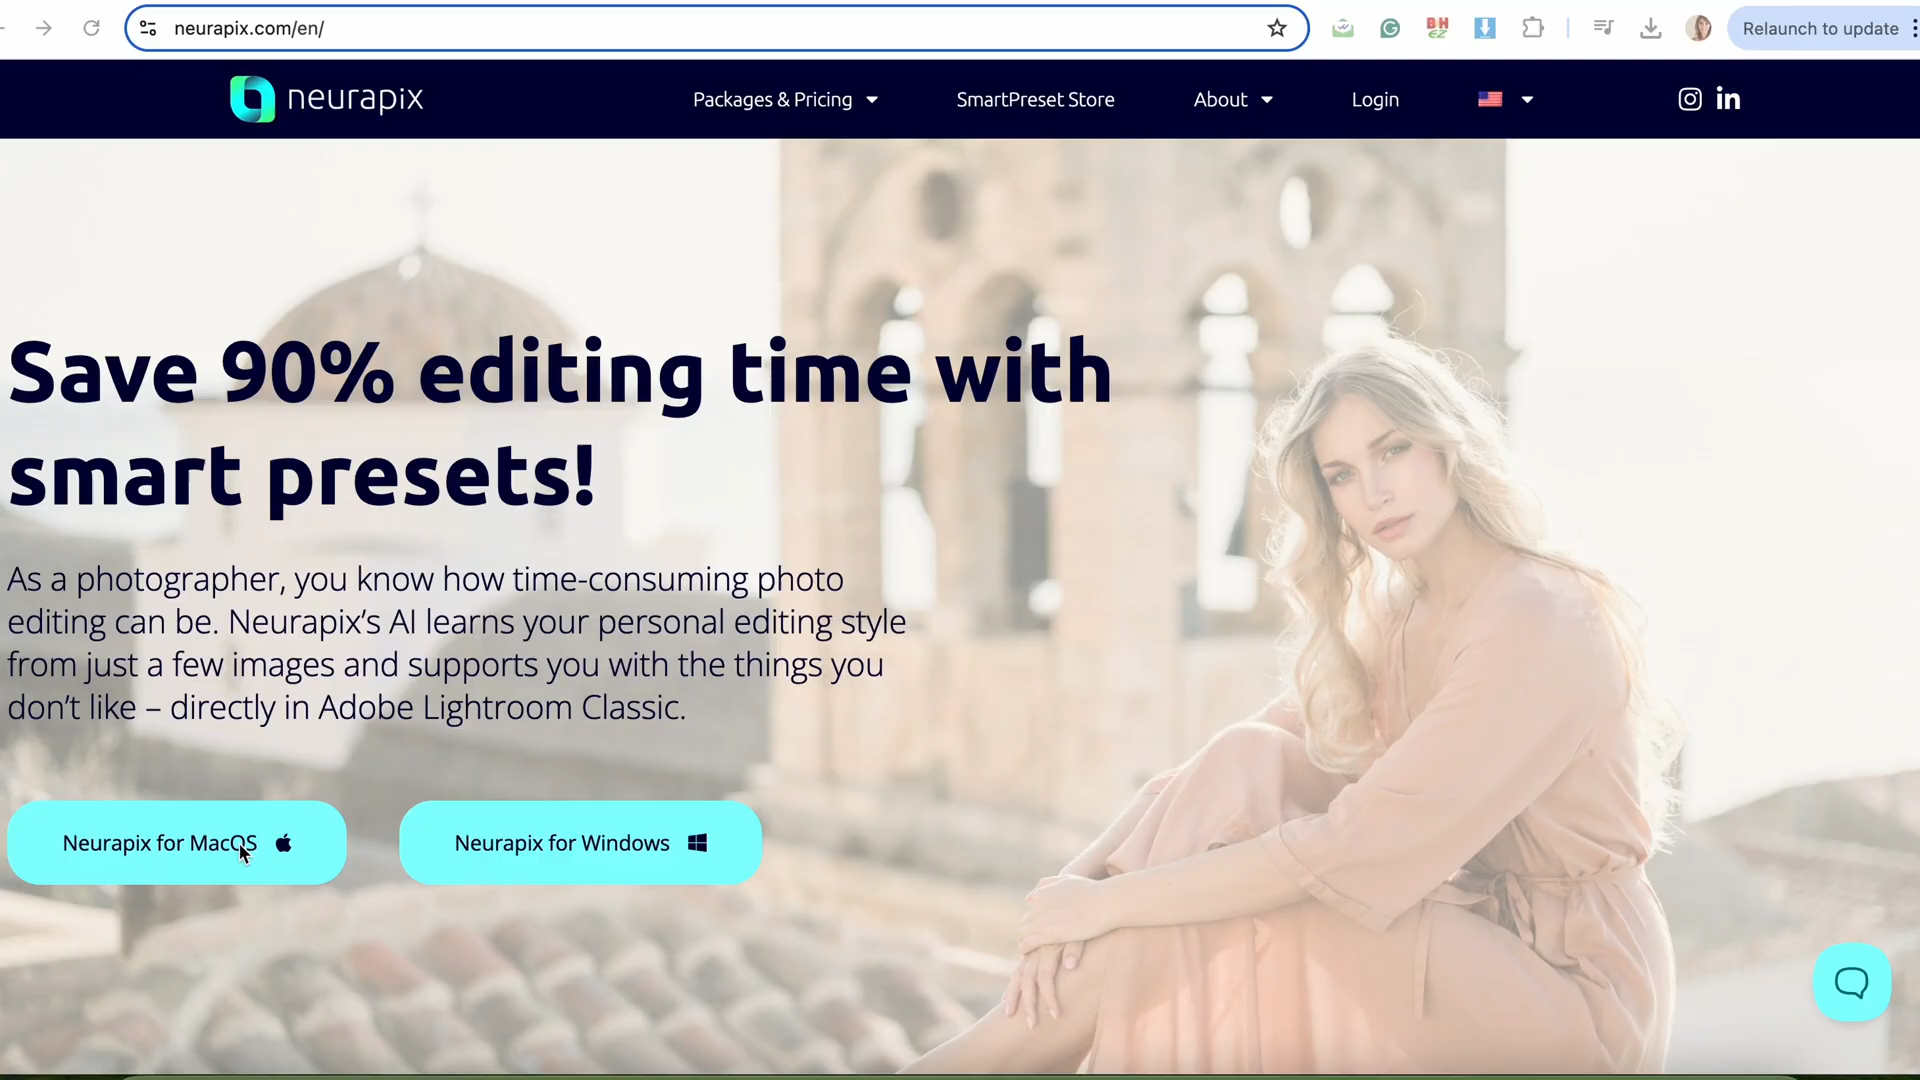 neurapix.com/en/
Relaunch to update
neurapix
Packages & Pricing
SmartPreset Store
About
Login
in
Save 90% editing time with
smart presets!
As a photographer, you know how time-consuming photo
editing can be. Neurapix’s AI learns your personal editing style
from just a few images and supports you with the things you
don’t like – directly in Adobe Lightroom Classic.
Neurapix for MacOS
Neurapix for Windows